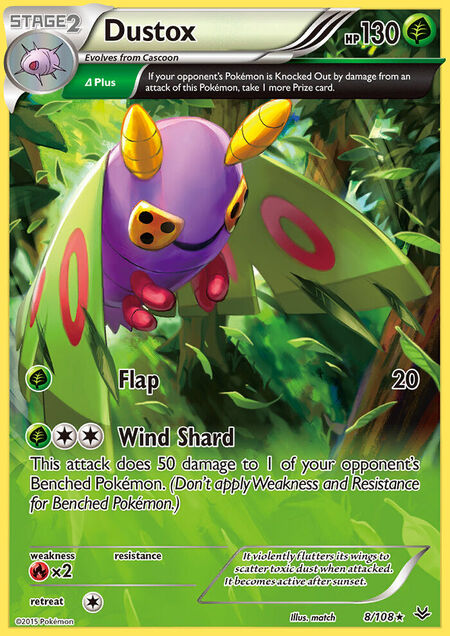 STAGE2
Dustox
HP130
Evolves from Cascoon
Δ Plus
If your opponent's Pokémon is Knocked Out by damage from an
attack of this Pokémon, take 1 more Prize card.
Flap 20
Wind Shard
This attack does 50 damage to 1 of your opponent's
Benched Pokémon. (Don't apply Weakness and Resistance
for Benched Pokémon.)
weakness resistance
×2
retreat
It violently flutters its wings to
scatter toxic dust when attacked.
It becomes active after sunset.
©2015 Pokémon
Illus. match
8/108★